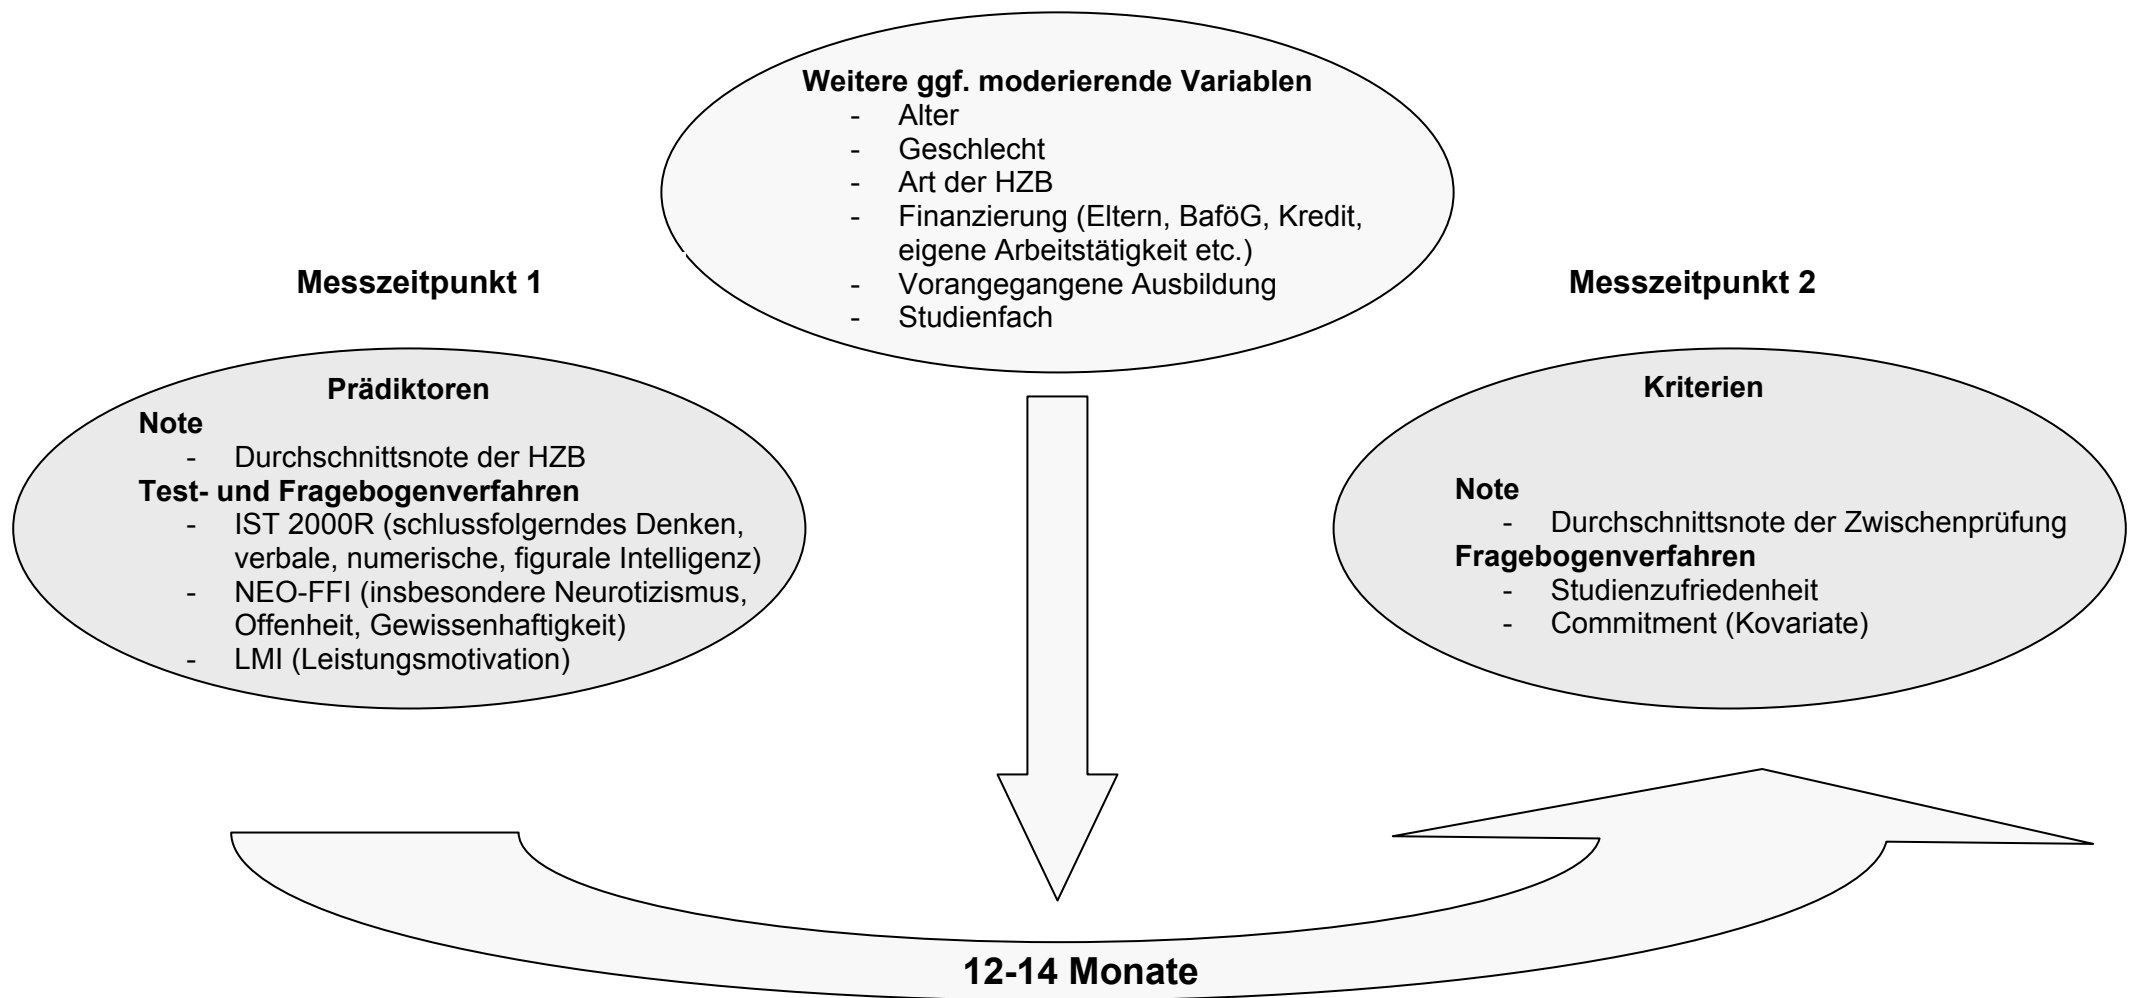 Weitere ggf. moderierende Variablen
- Alter
- Geschlecht
- Art der HZB
- Finanzierung (Eltern, BaföG, Kredit,
eigene Arbeitstätigkeit etc.)
- Vorangegangene Ausbildung
- Studienfach
Messzeitpunkt 1
Messzeitpunkt 2
Prädiktoren
Note
- Durchschnittsnote der HZB
Test- und Fragebogenverfahren
- IST 2000R (schlussfolgerndes Denken,
verbale, numerische, figurale Intelligenz)
- NEO-FFI (insbesondere Neurotizismus,
Offenheit, Gewissenhaftigkeit)
- LMI (Leistungsmotivation)
Kriterien
Note
- Durchschnittsnote der Zwischenprüfung
Fragebogenverfahren
- Studienzufriedenheit
- Commitment (Kovariate)
12-14 Monate